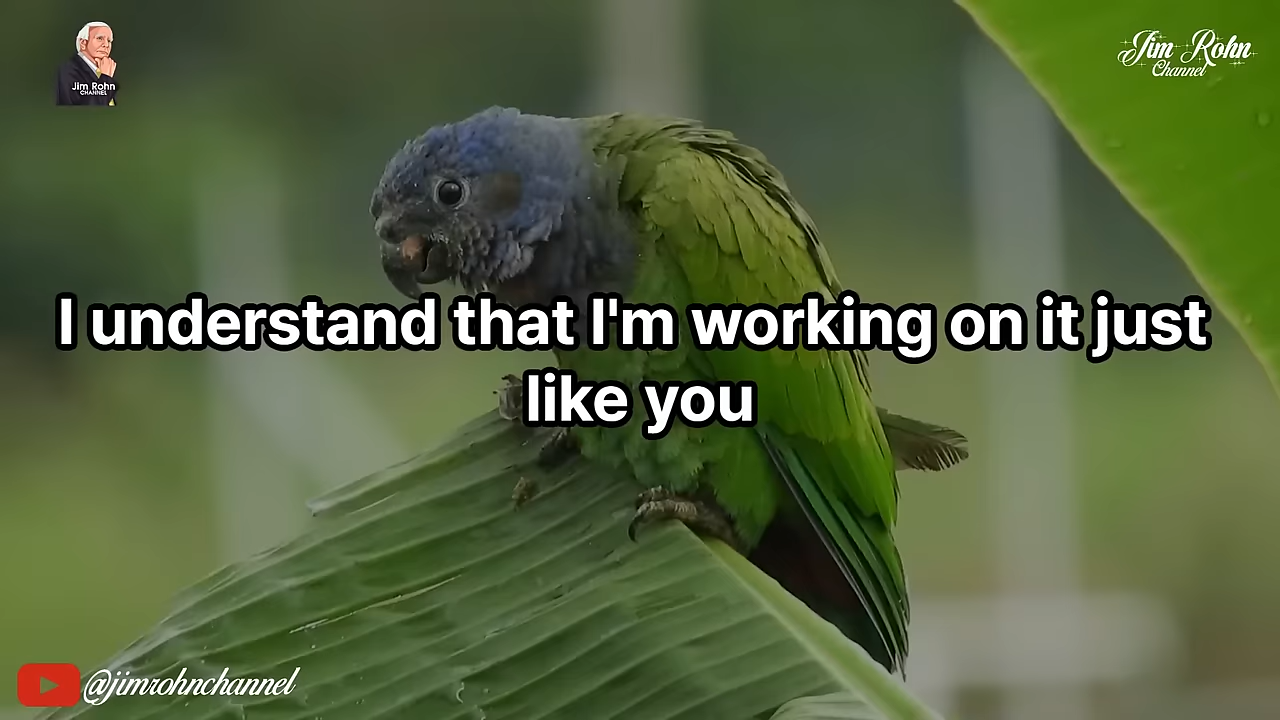 Jim Rohn
CHANNEL
Jim Rohn
Channel
I understand that I'm working on it just
like you
@jimrohnchannel